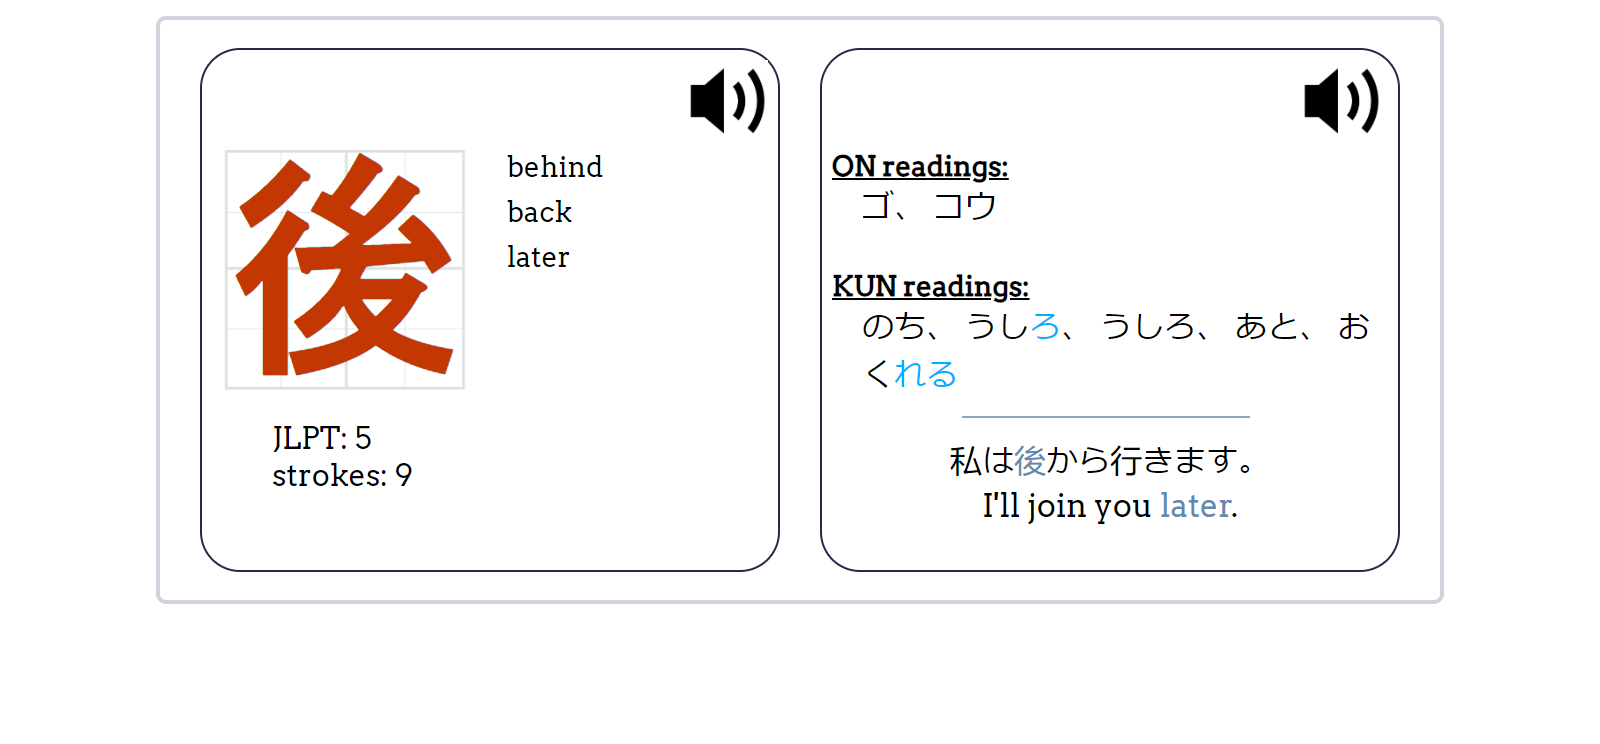 後
behind
back
later
JLPT: 5
strokes: 9
ON readings:
ゴ、 コウ
KUN readings:
のち、 うしろ、 うしろ、 あと、 お
くれる
私は後から行きます。
I'll join you later.